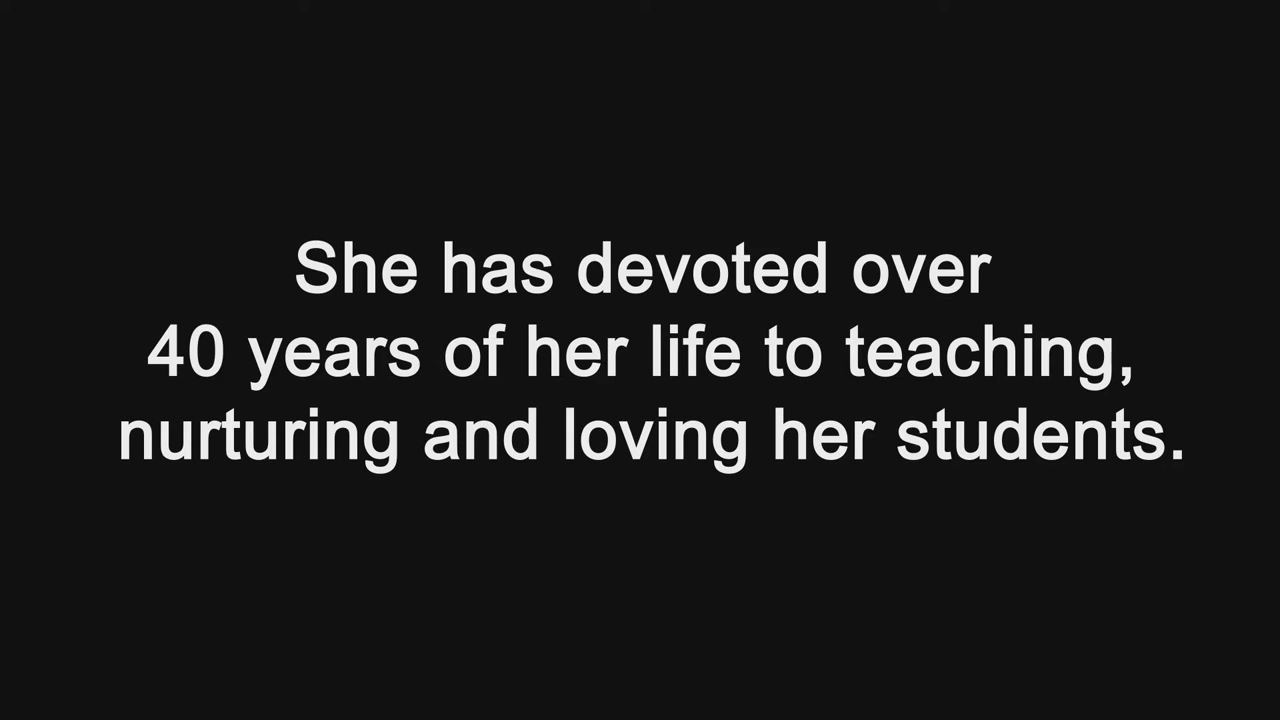 She has devoted over
40 years of her life to teaching,
nurturing and loving her students.